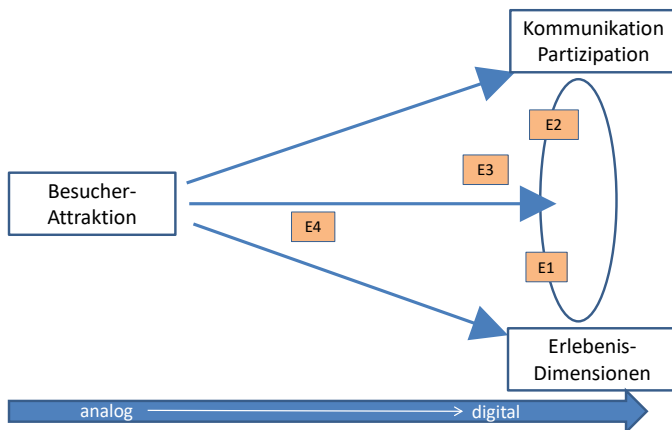 Kommunikation
Partizipation
E2
E3
Besucher-
Attraktion
E4
E1
Erlebenis-
Dimensionen
analog
digital